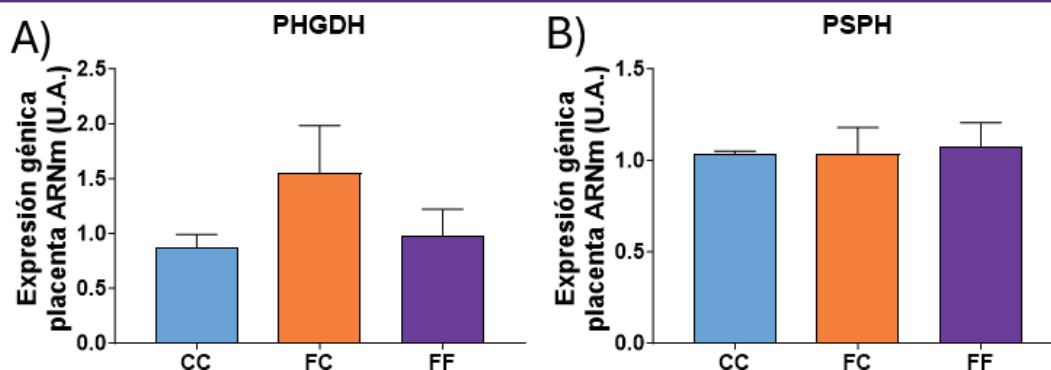 A)
PHGDH
Expresión génica
placenta ARNm (U.A.)
2.5
2.0
1.5
1.0
0.5
0.0
CC
FC
FF
B)
PSPH
Expresión génica
placenta ARNm (U.A.)
1.5
1.0
0.5
0.0
CC
FC
FF